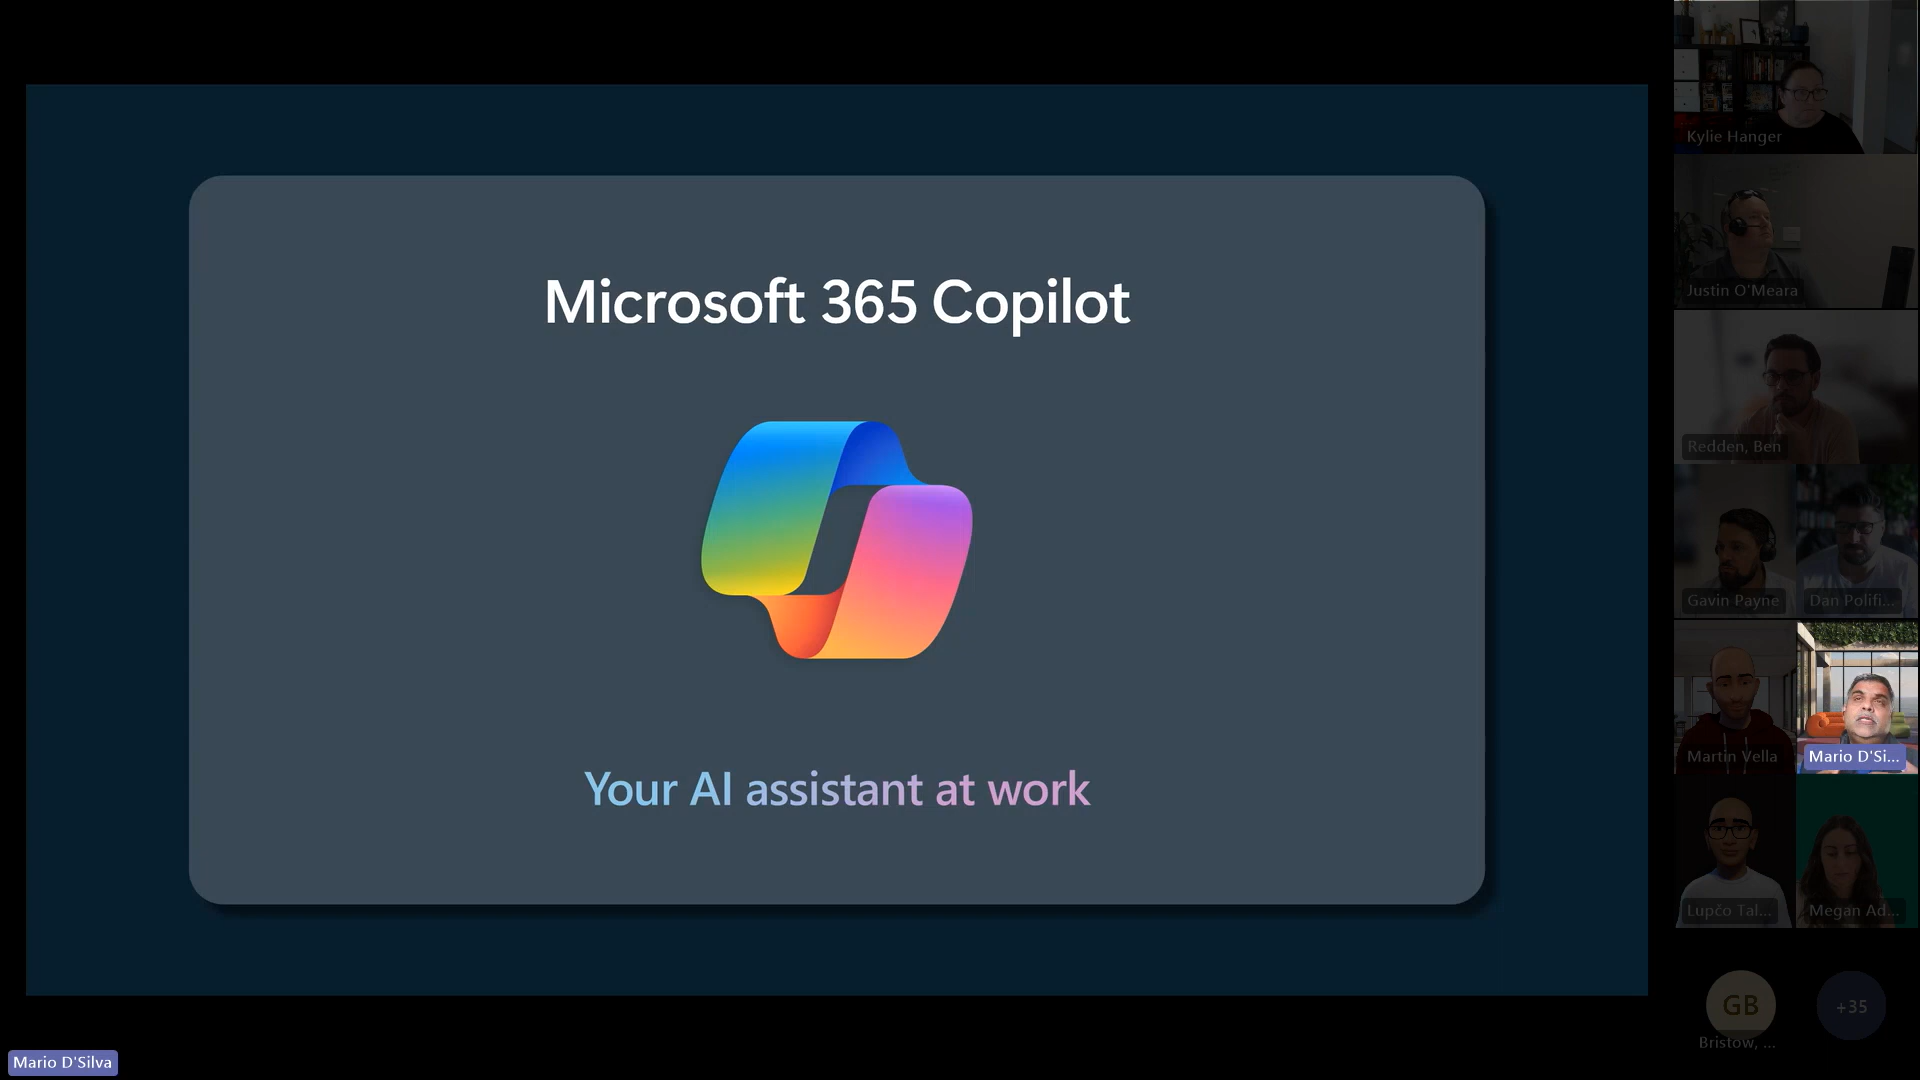 Microsoft 365 Copilot
Your AI assistant at work
Kylie Hanger
Justin O'Meara
Redden, Ben
Gavin Payne
Dan Polifi...
Martin Vella
Mario D'Si...
Lupčo Tal...
Megan Ad...
GB
+35
Bristow, ...
Mario D'Silva